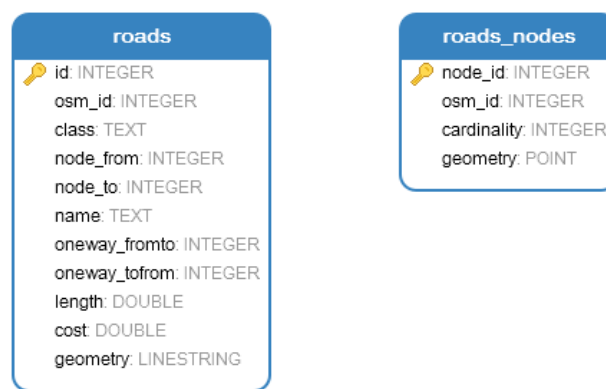 roads
id: INTEGER
osm_id: INTEGER
class: TEXT
node_from: INTEGER
node_to: INTEGER
name: TEXT
oneway_fromto: INTEGER
oneway_tofrom: INTEGER
length: DOUBLE
cost: DOUBLE
geometry: LINESTRING
roads_nodes
node_id: INTEGER
osm_id: INTEGER
cardinality: INTEGER
geometry: POINT